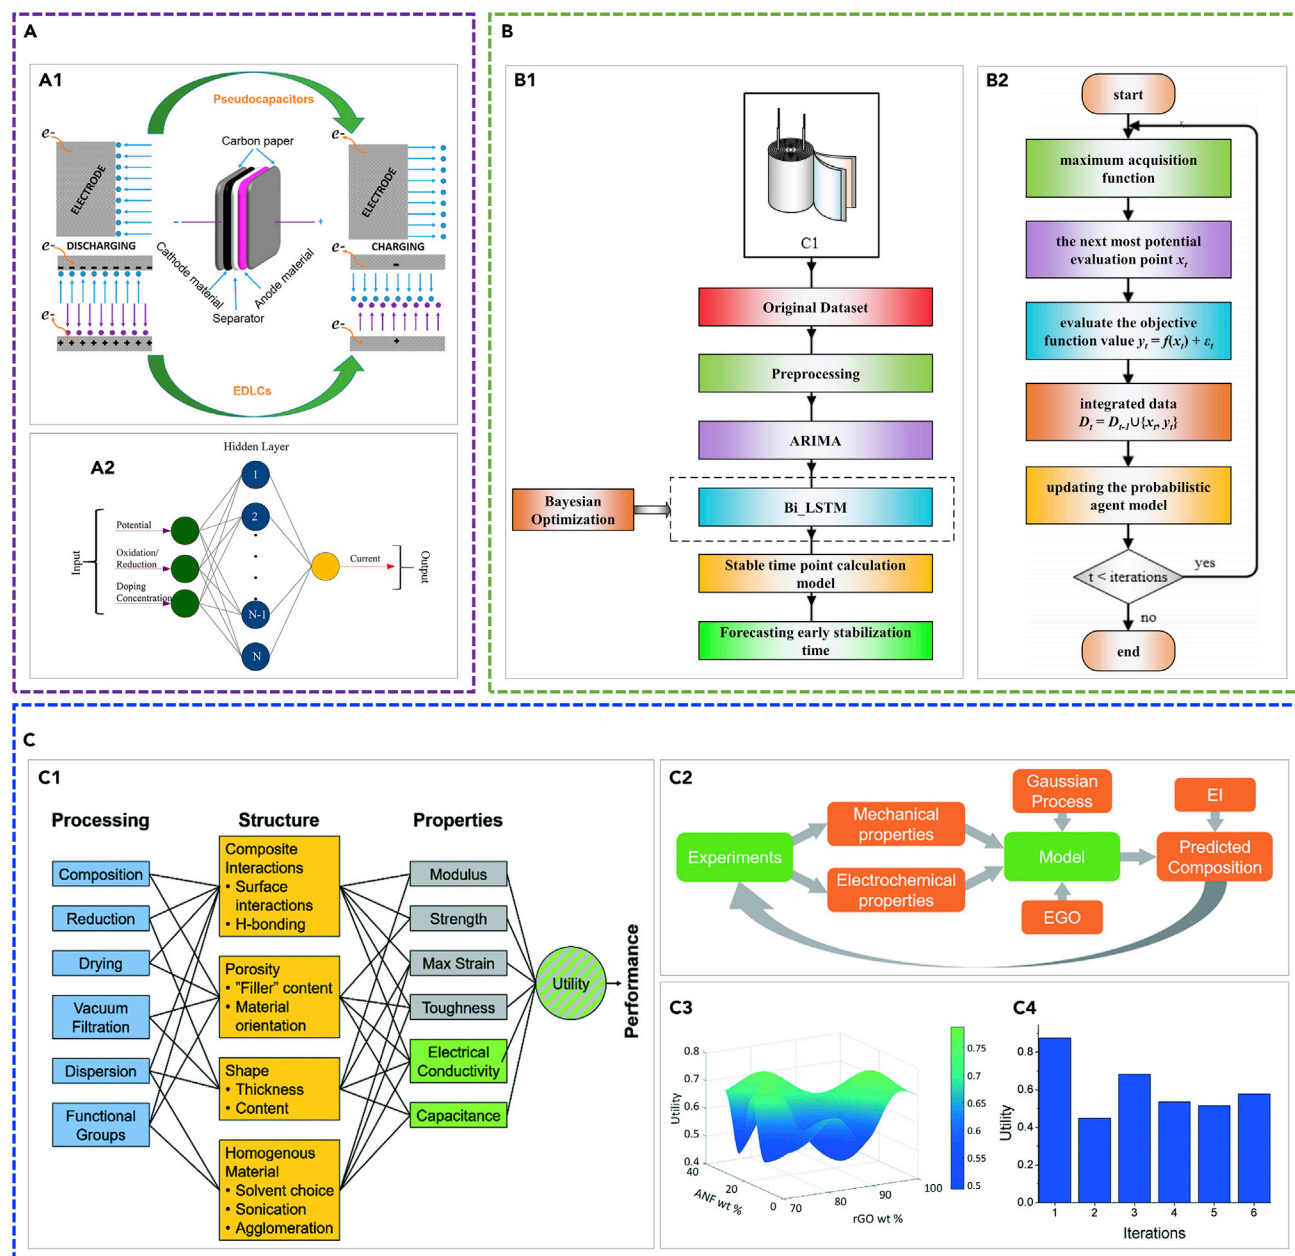 A
A1
Pseudocapacitors
e-
e-
Carbon paper
ELECTRODE
ELECTRODE
-
+
DISCHARGING
CHARGING
e-
e-
Cathode material
Anode material
Separator
e-
e-
EDLCs
A2
Hidden Layer
1
2
N-1
N
Input
Potential
Oxidation/
Reduction
Doping
Concentration
Current
Output
B
B1
C1
Original Dataset
Preprocessing
ARIMA
Bayesian
Optimization
Bi_LSTM
Stable time point calculation
model
Forecasting early stabilization
time
B2
start
maximum acquisition
function
the next most potential
evaluation point xₜ
evaluate the objective
function value yₜ = f(xₜ) + εₜ
integrated data
Dₜ = Dₜ₋₁∪{xₜ, yₜ}
updating the probabilistic
agent model
t < iterations
yes
no
end
C
C1
Processing
Composition
Reduction
Drying
Vacuum
Filtration
Dispersion
Functional
Groups
Structure
Composite
Interactions
• Surface
interactions
• H-bonding
Porosity
• "Filler" content
• Material
orientation
Shape
• Thickness
• Content
Homogenous
Material
• Solvent choice
• Sonication
• Agglomeration
Properties
Modulus
Strength
Max Strain
Toughness
Electrical
Conductivity
Capacitance
Utility
Performance
C2
Experiments
Mechanical
properties
Electrochemical
properties
Gaussian
Process
Model
EGO
EI
Predicted
Composition
C3
Utility
0.8
0.7
0.6
0.5
0.4
40
20
0
ANF wt %
70
80
90
100
rGO wt %
0.75
0.7
0.65
0.6
0.55
0.5
C4
Utility
0.8
0.6
0.4
0.2
0.0
1 2 3 4 5 6
Iterations